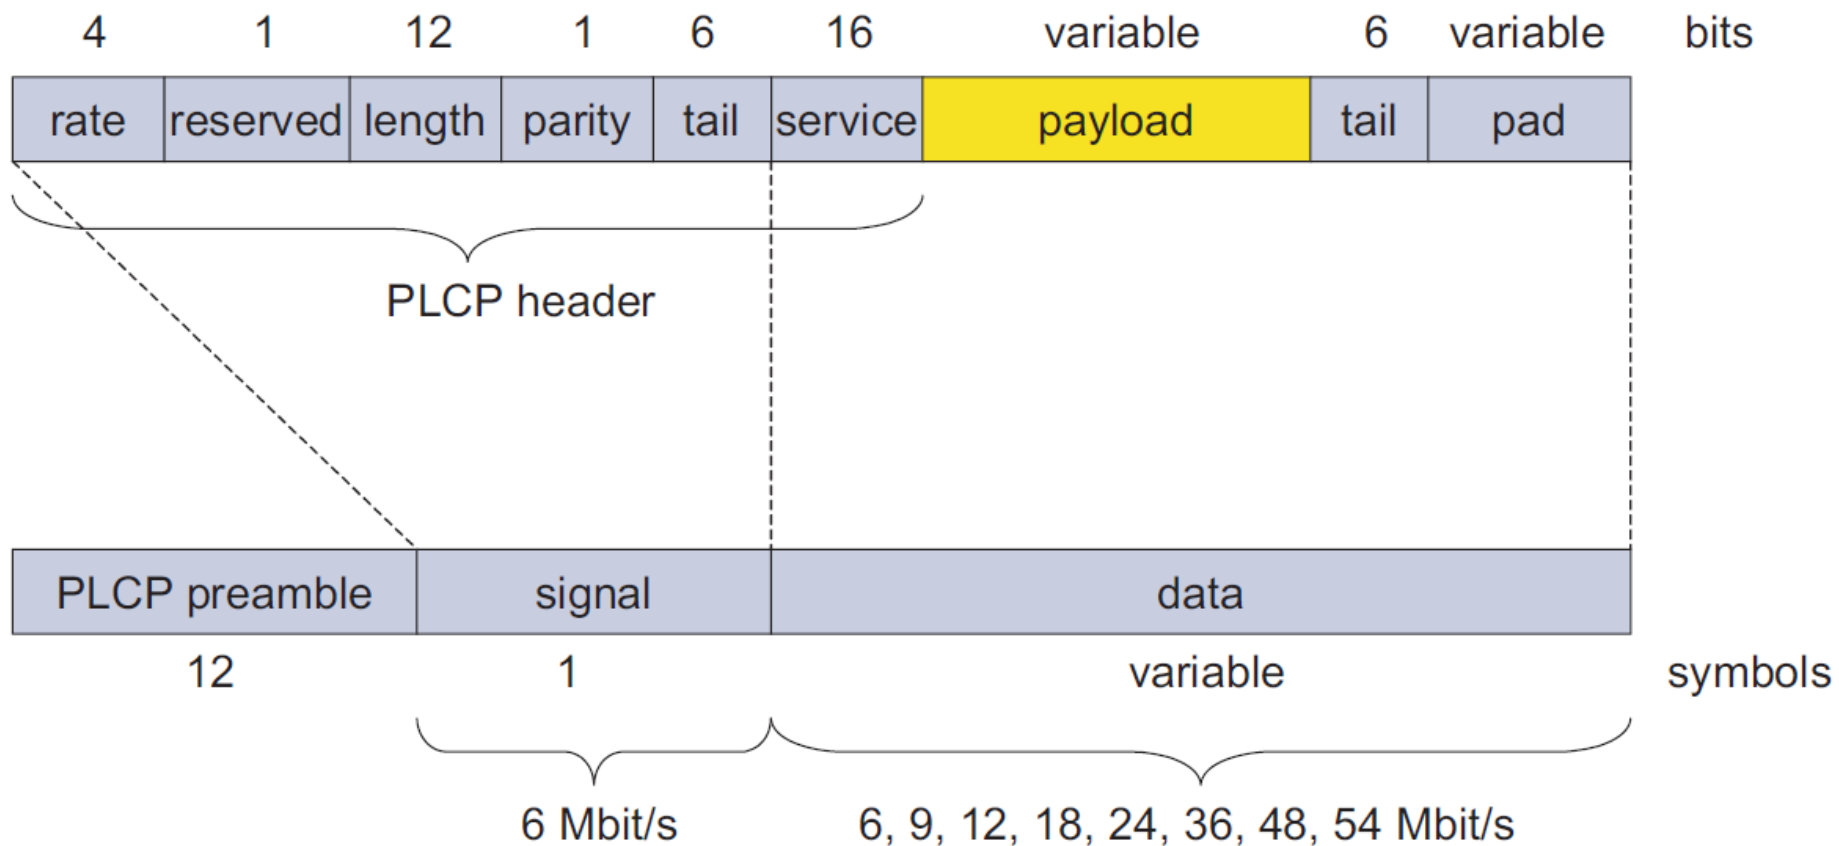 4 1 12 1 6 16 variable 6 variable bits
rate reserved length parity tail service payload tail pad
PLCP header
PLCP preamble signal data
12 1 variable symbols
6 Mbit/s 6, 9, 12, 18, 24, 36, 48, 54 Mbit/s